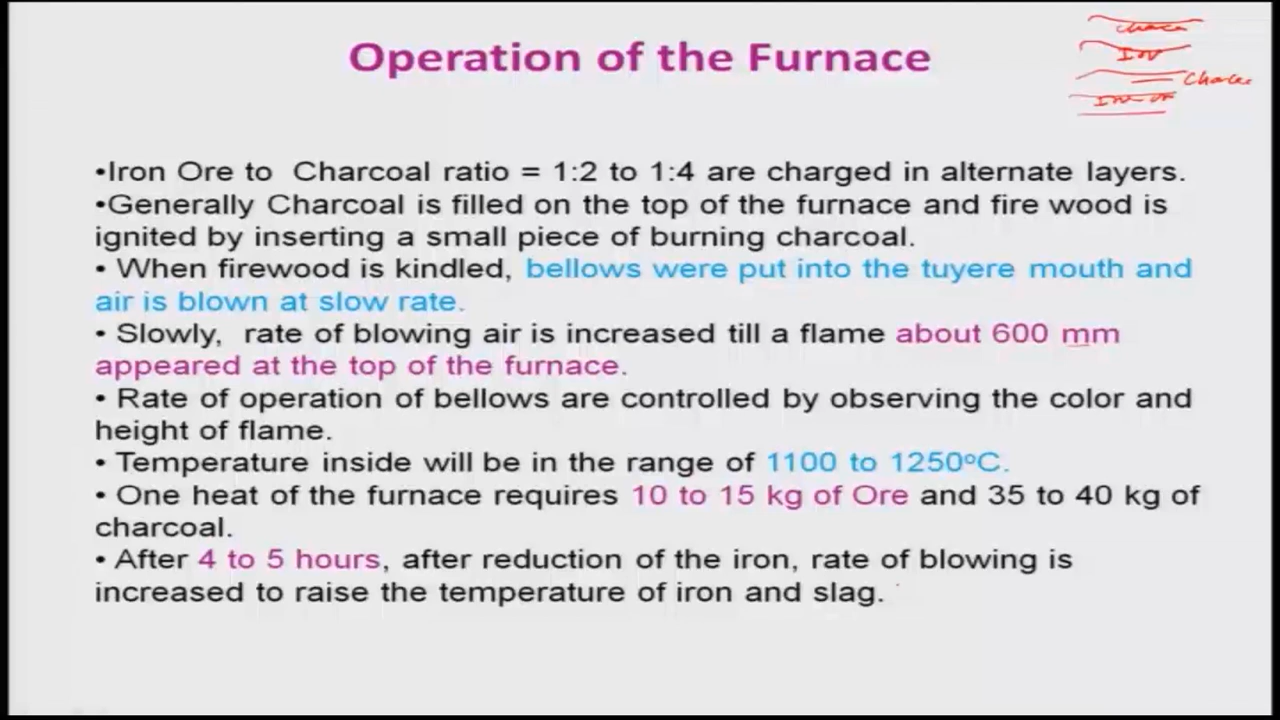 Operation of the Furnace
•Iron Ore to Charcoal ratio = 1:2 to 1:4 are charged in alternate layers.
•Generally Charcoal is filled on the top of the furnace and fire wood is
ignited by inserting a small piece of burning charcoal.
• When firewood is kindled, bellows were put into the tuyere mouth and
air is blown at slow rate.
• Slowly, rate of blowing air is increased till a flame about 600 mm
appeared at the top of the furnace.
• Rate of operation of bellows are controlled by observing the color and
height of flame.
• Temperature inside will be in the range of 1100 to 1250°C.
• One heat of the furnace requires 10 to 15 kg of Ore and 35 to 40 kg of
charcoal.
• After 4 to 5 hours, after reduction of the iron, rate of blowing is
increased to raise the temperature of iron and slag.